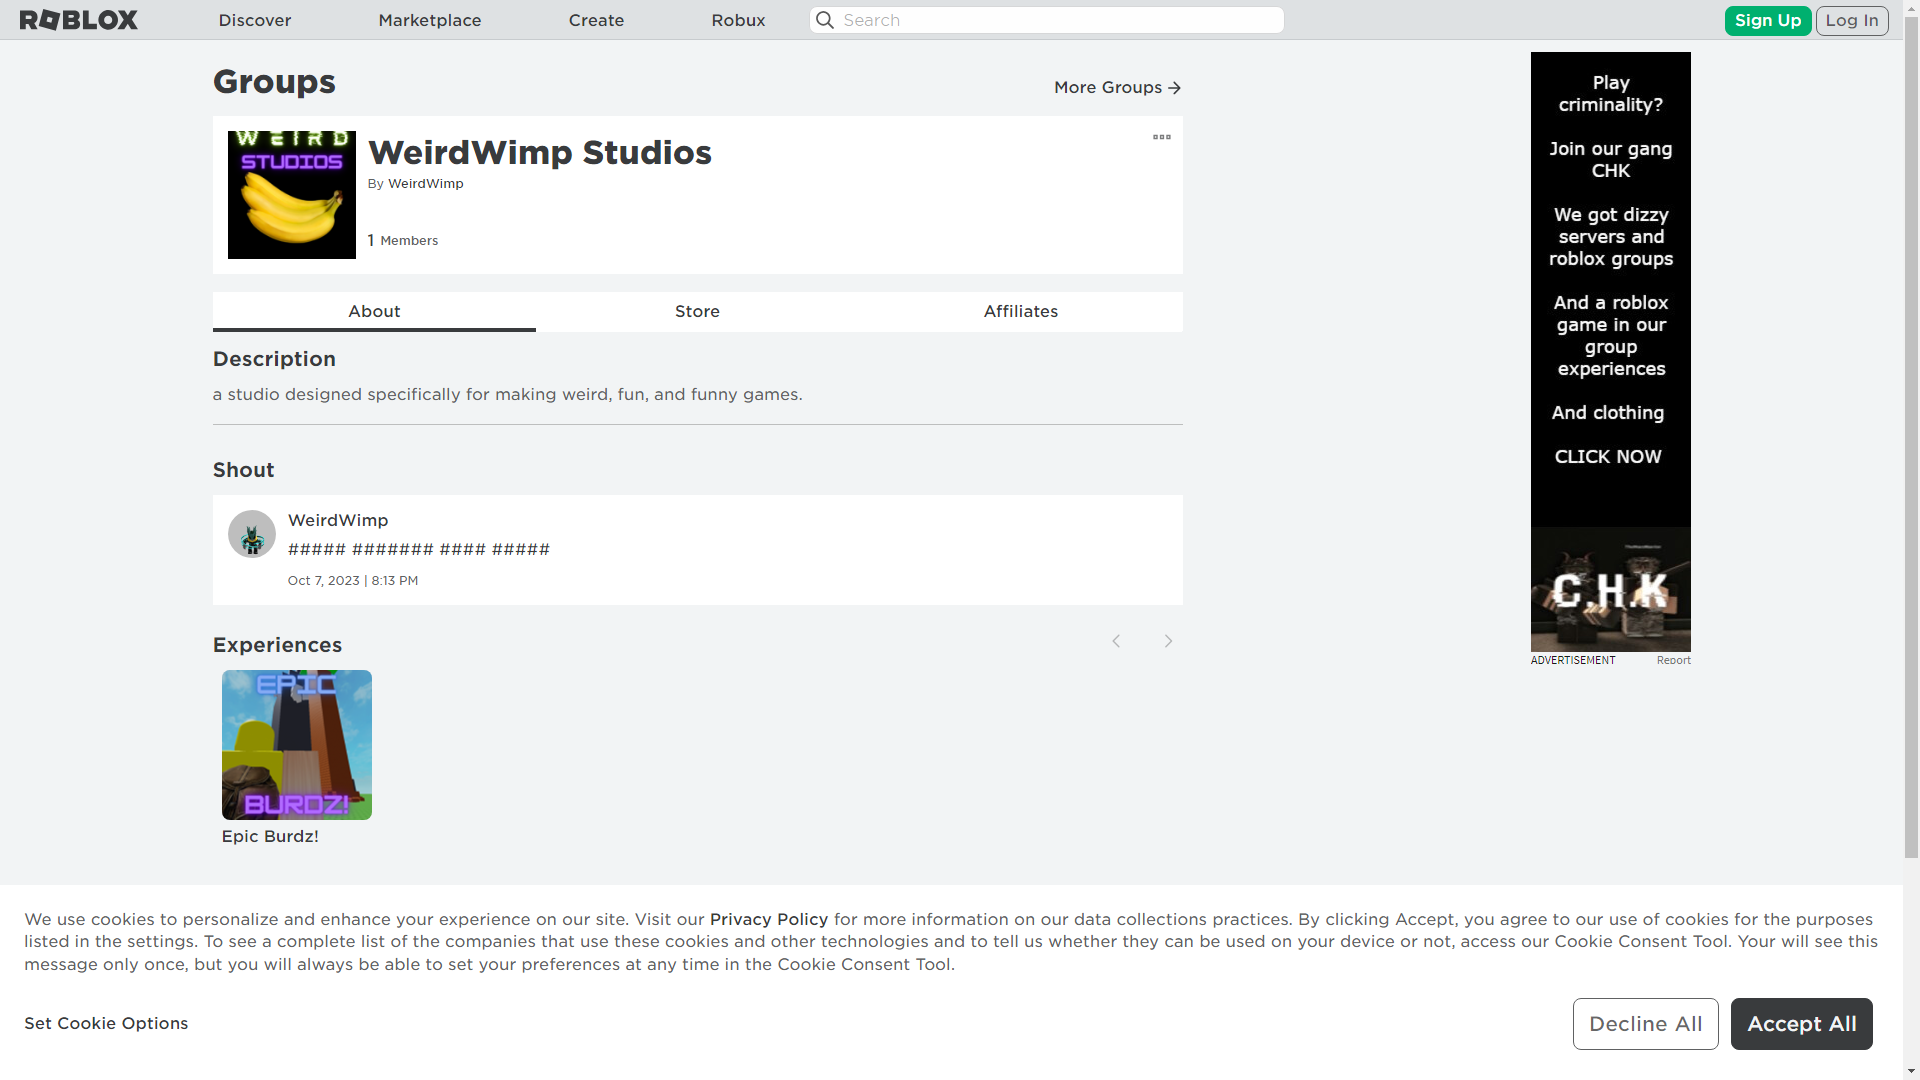 ROBLOX
Discover
Marketplace
Create
Robux
Search
Sign Up
Log In
Groups
More Groups
WEIRD
STUDIOS
WeirdWimp Studios
By WeirdWimp
1 Members
About
Store
Affiliates
Description
a studio designed specifically for making weird, fun, and funny games.
Shout
WeirdWimp
##### ####### #### #####
Oct 7, 2023 | 8:13 PM
Experiences
EPIC
BURDZ!
Epic Burdz!
Play
criminality?
Join our gang
CHK
We got dizzy
servers and
roblox groups
And a roblox
game in our
group
experiences
And clothing
CLICK NOW
C.H.K
ADVERTISEMENT
Report
We use cookies to personalize and enhance your experience on our site. Visit our Privacy Policy for more information on our data collections practices. By clicking Accept, you agree to our use of cookies for the purposes
listed in the settings. To see a complete list of the companies that use these cookies and other technologies and to tell us whether they can be used on your device or not, access our Cookie Consent Tool. Your will see this
message only once, but you will always be able to set your preferences at any time in the Cookie Consent Tool.
Set Cookie Options
Decline All
Accept All